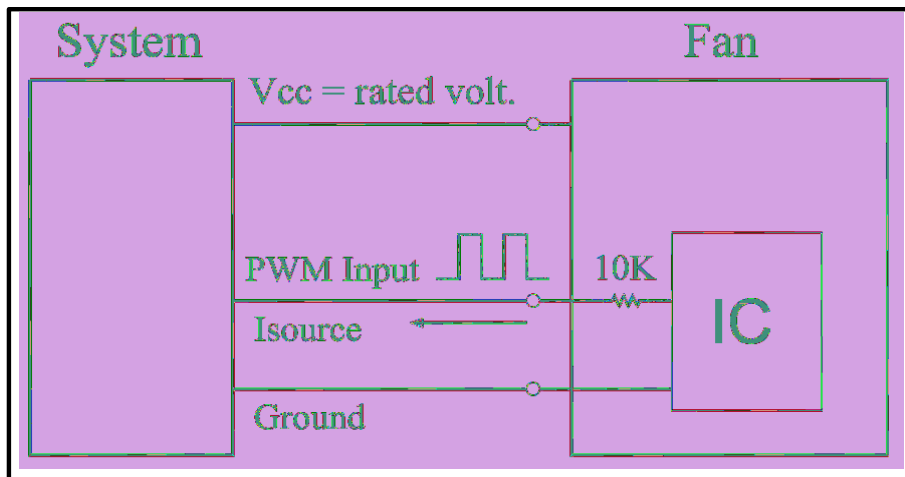 System
Fan
Vcc = rated volt.
PWM Input
10K
IC
Isource
Ground